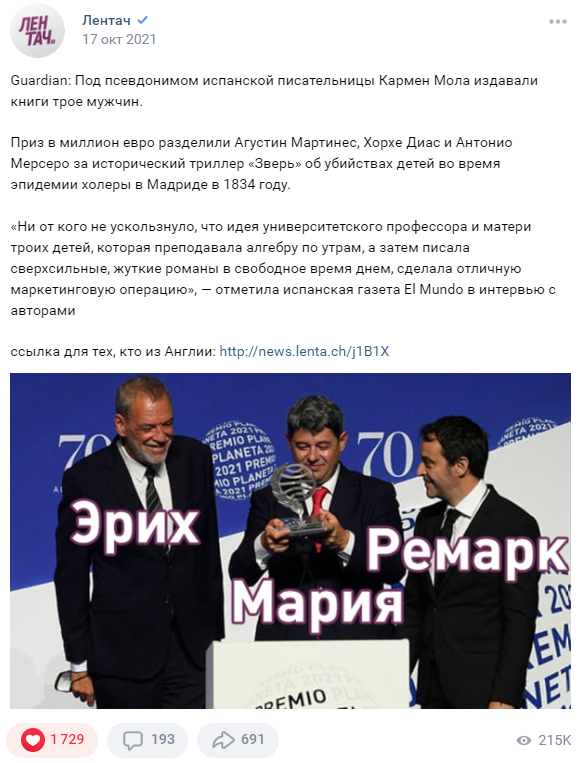 ЛЕН
ТАЧ
Лентач
17 окт 2021
Guardian: Под псевдонимом испанской писательницы Кармен Мола издавали
книги трое мужчин.
Приз в миллион евро разделили Агустин Мартинес, Хорхе Диас и Антонио
Мерсеро за исторический триллер «Зверь» об убийствах детей во время
эпидемии холеры в Мадриде в 1834 году.
«Ни от кого не ускользнуло, что идея университетского профессора и матери
троих детей, которая преподавала алгебру по утрам, а затем писала
сверхсильные, жуткие романы в свободное время днем, сделала отличную
маркетинговую операцию», — отметила испанская газета El Mundo в интервью с
авторами
ссылка для тех, кто из Англии: http://news.lenta.ch/j1B1X
70
PREMIO PLANETA 2021
70
Эрих
Ремарк
Мария
PREMIO PLANE
1 729
193
691
215K